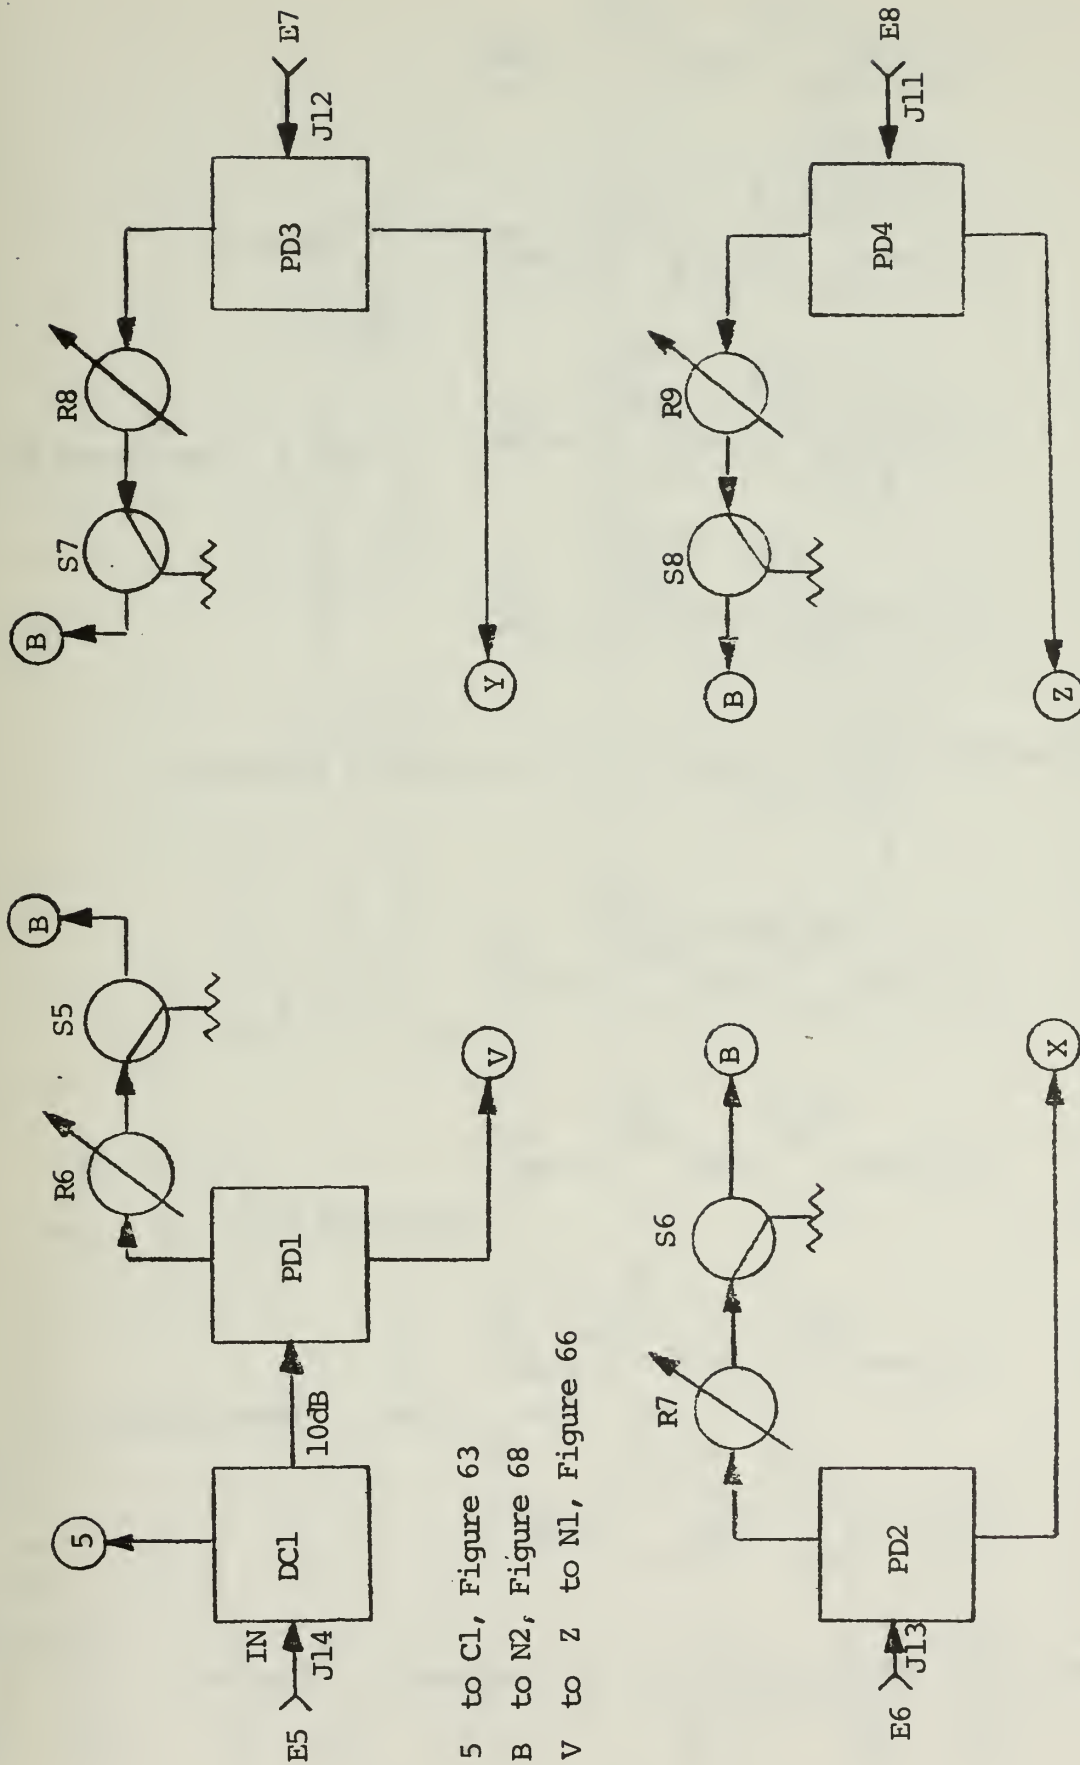 5
B
B
R6
S5
S7
R8
IN
E5
J14
DC1
10dB
PD1
PD3
J12
E7
V
Y
5 to C1, Figure 63
B to N2, Figure 68
V to Z to N1, Figure 66
R7
S6
B
B
S8
R9
E6
J13
PD2
PD4
J11
E8
X
Z